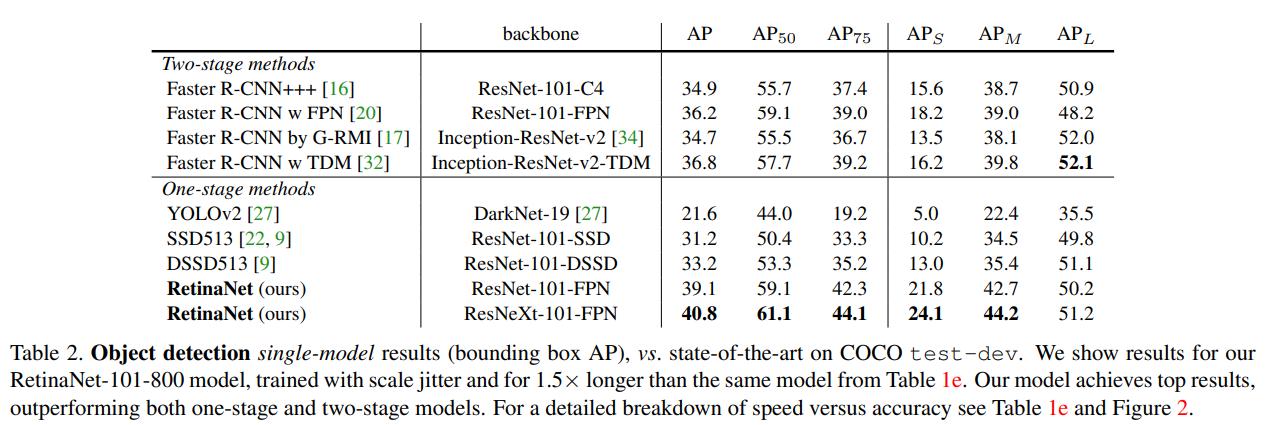 backbone AP AP50 AP75 APS APM APL
Two-stage methods
Faster R-CNN+++ [16] ResNet-101-C4 34.9 55.7 37.4 15.6 38.7 50.9
Faster R-CNN w FPN [20] ResNet-101-FPN 36.2 59.1 39.0 18.2 39.0 48.2
Faster R-CNN by G-RMI [17] Inception-ResNet-v2 [34] 34.7 55.5 36.7 13.5 38.1 52.0
Faster R-CNN w TDM [32] Inception-ResNet-v2-TDM 36.8 57.7 39.2 16.2 39.8 52.1
One-stage methods
YOLOv2 [27] DarkNet-19 [27] 21.6 44.0 19.2 5.0 22.4 35.5
SSD513 [22, 9] ResNet-101-SSD 31.2 50.4 33.3 10.2 34.5 49.8
DSSD513 [9] ResNet-101-DSSD 33.2 53.3 35.2 13.0 35.4 51.1
RetinaNet (ours) ResNet-101-FPN 39.1 59.1 42.3 21.8 42.7 50.2
RetinaNet (ours) ResNeXt-101-FPN 40.8 61.1 44.1 24.1 44.2 51.2
Table 2. Object detection single-model results (bounding box AP), vs. state-of-the-art on COCO test-dev. We show results for our
RetinaNet-101-800 model, trained with scale jitter and for 1.5× longer than the same model from Table 1e. Our model achieves top results,
outperforming both one-stage and two-stage models. For a detailed breakdown of speed versus accuracy see Table 1e and Figure 2.